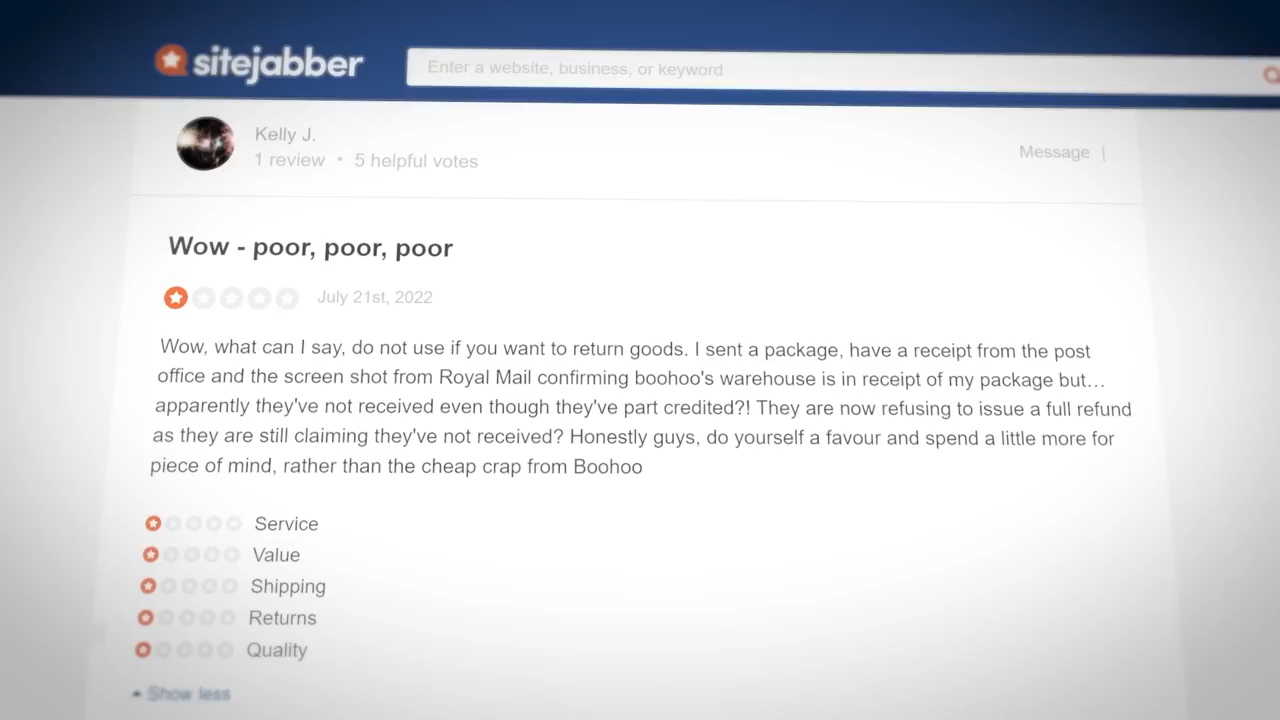 sitejabber
Enter a website, business, or keyword
Kelly J.
1 review • 5 helpful votes
Message |
Wow - poor, poor, poor
July 21st, 2022
Wow, what can I say, do not use if you want to return goods. I sent a package, have a receipt from the post
office and the screen shot from Royal Mail confirming boohoo's warehouse is in receipt of my package but…
apparently they've not received even though they've part credited?! They are now refusing to issue a full refund
as they are still claiming they've not received? Honestly guys, do yourself a favour and spend a little more for
piece of mind, rather than the cheap crap from Boohoo
Service
Value
Shipping
Returns
Quality
Show less